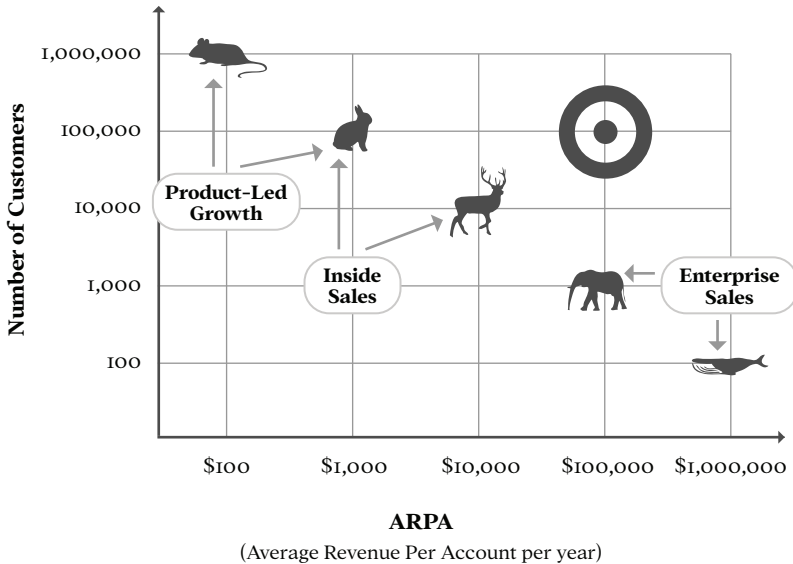 Number of Customers
1,000,000
100,000
10,000
1,000
100
Product-Led
Growth
Inside
Sales
Enterprise
Sales
$100
$1,000
$10,000
$100,000
$1,000,000
ARPA
(Average Revenue Per Account per year)